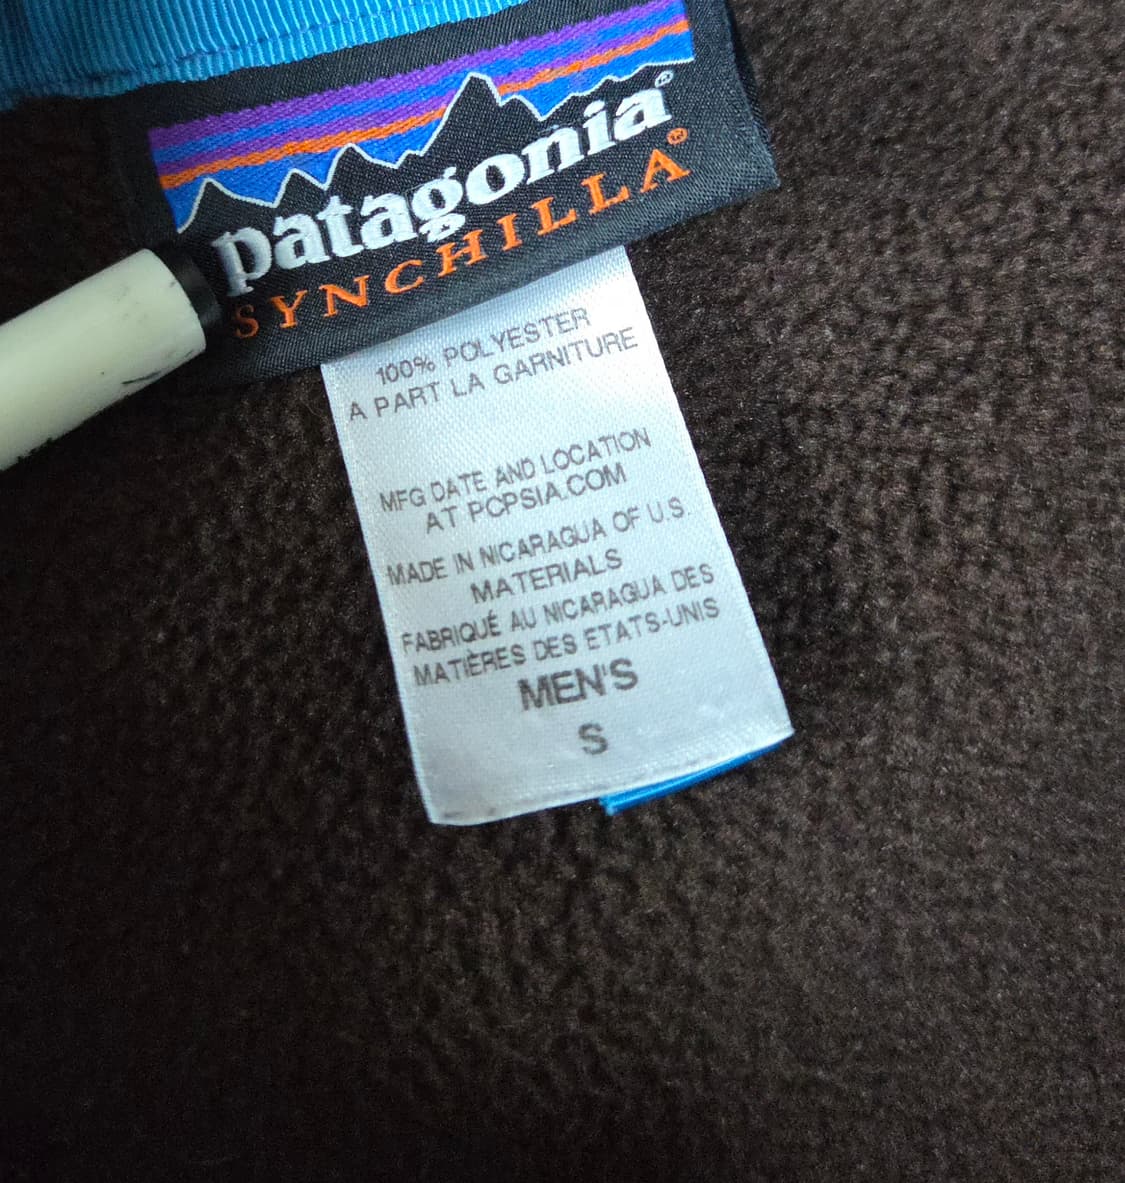 patagonia®
SYNCHILLA®
100% POLYESTER
A PART LA GARNITURE
MFG DATE AND LOCATION
AT PCPSIA.COM
MADE IN NICARAGUA OF U.S.
MATERIALS
FABRIQUÉ AU NICARAGUA DES
MATIÈRES DES ETATS-UNIS
MEN'S
S